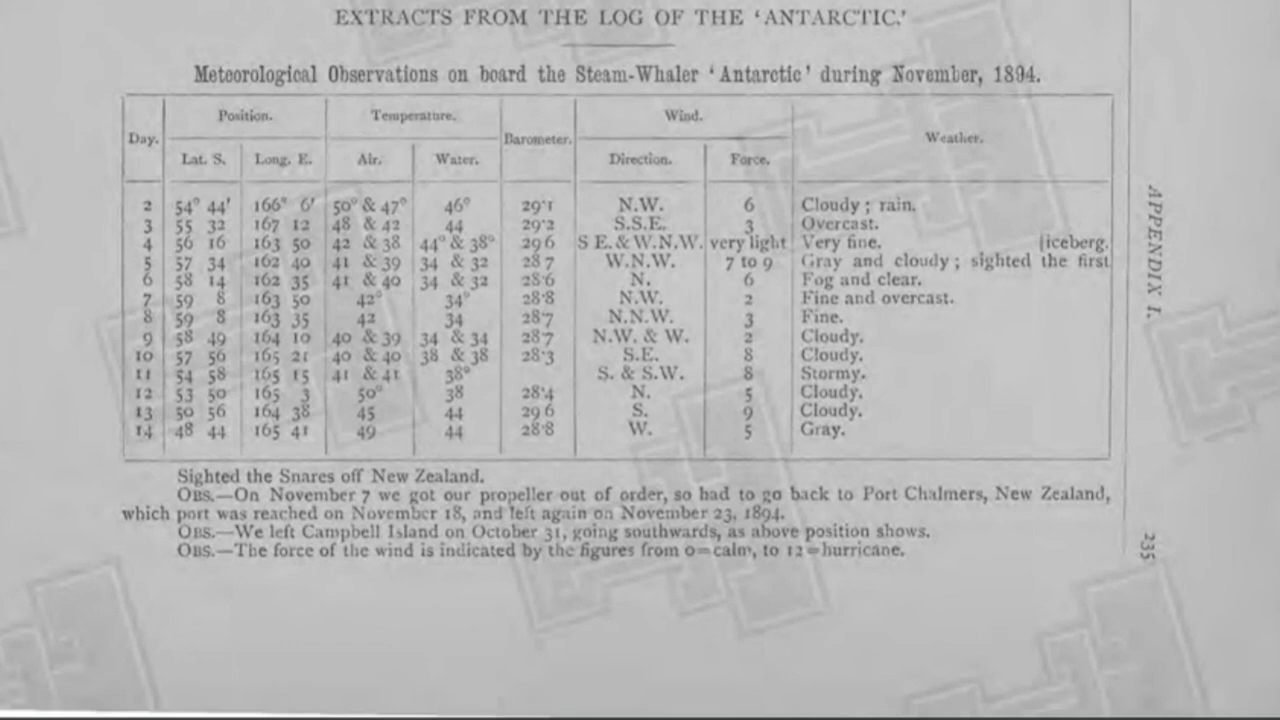 EXTRACTS FROM THE LOG OF THE ‘ANTARCTIC.’
Meteorological Observations on board the Steam-Whaler ‘Antarctic’ during November, 1894.
Day. Position. Temperature. Barometer. Wind. Weather.
Lat. S. Long. E. Air. Water. Direction. Force.
2 54° 44′ 166° 6′ 50° & 47° 46° 29·1 N.W. 6 Cloudy; rain.
3 55 32 167 12 48 & 42 44 29·2 S.S.E. 3 Overcast.
4 56 16 163 50 42 & 38 44° & 38° 29 6 S E. & W.N.W. very light Very fine. [iceberg.
5 57 34 162 40 41 & 39 34 & 32 28 7 W.N.W. 7 to 9 Gray and cloudy; sighted the first
6 58 14 162 35 41 & 40 34 & 32 28·6 N. 6 Fog and clear.
7 59 8 163 50 42° 34° 28·8 N.W. 2 Fine and overcast.
8 59 8 163 35 42 34 28·7 N.N.W. 3 Fine.
9 58 49 164 10 40 & 39 34 & 34 28·7 N.W. & W. 2 Cloudy.
10 57 56 165 21 40 & 40 38 & 38 28·3 S.E. 8 Cloudy.
11 54 58 165 15 41 & 41 38° S. & S.W. 8 Stormy.
12 53 50 165 3 50° 38 28·4 N. 5 Cloudy.
13 50 56 164 38 45 44 29 6 S. 9 Cloudy.
14 48 44 165 41 49 44 28·8 W. 5 Gray.
Sighted the Snares off New Zealand.
OBS.—On November 7 we got our propeller out of order, so had to go back to Port Chalmers, New Zealand,
which port was reached on November 18, and left again on November 23, 1894.
OBS.—We left Campbell Island on October 31, going southwards, as above position shows.
OBS.—The force of the wind is indicated by the figures from 0=calm, to 12=hurricane.
APPENDIX I.
235